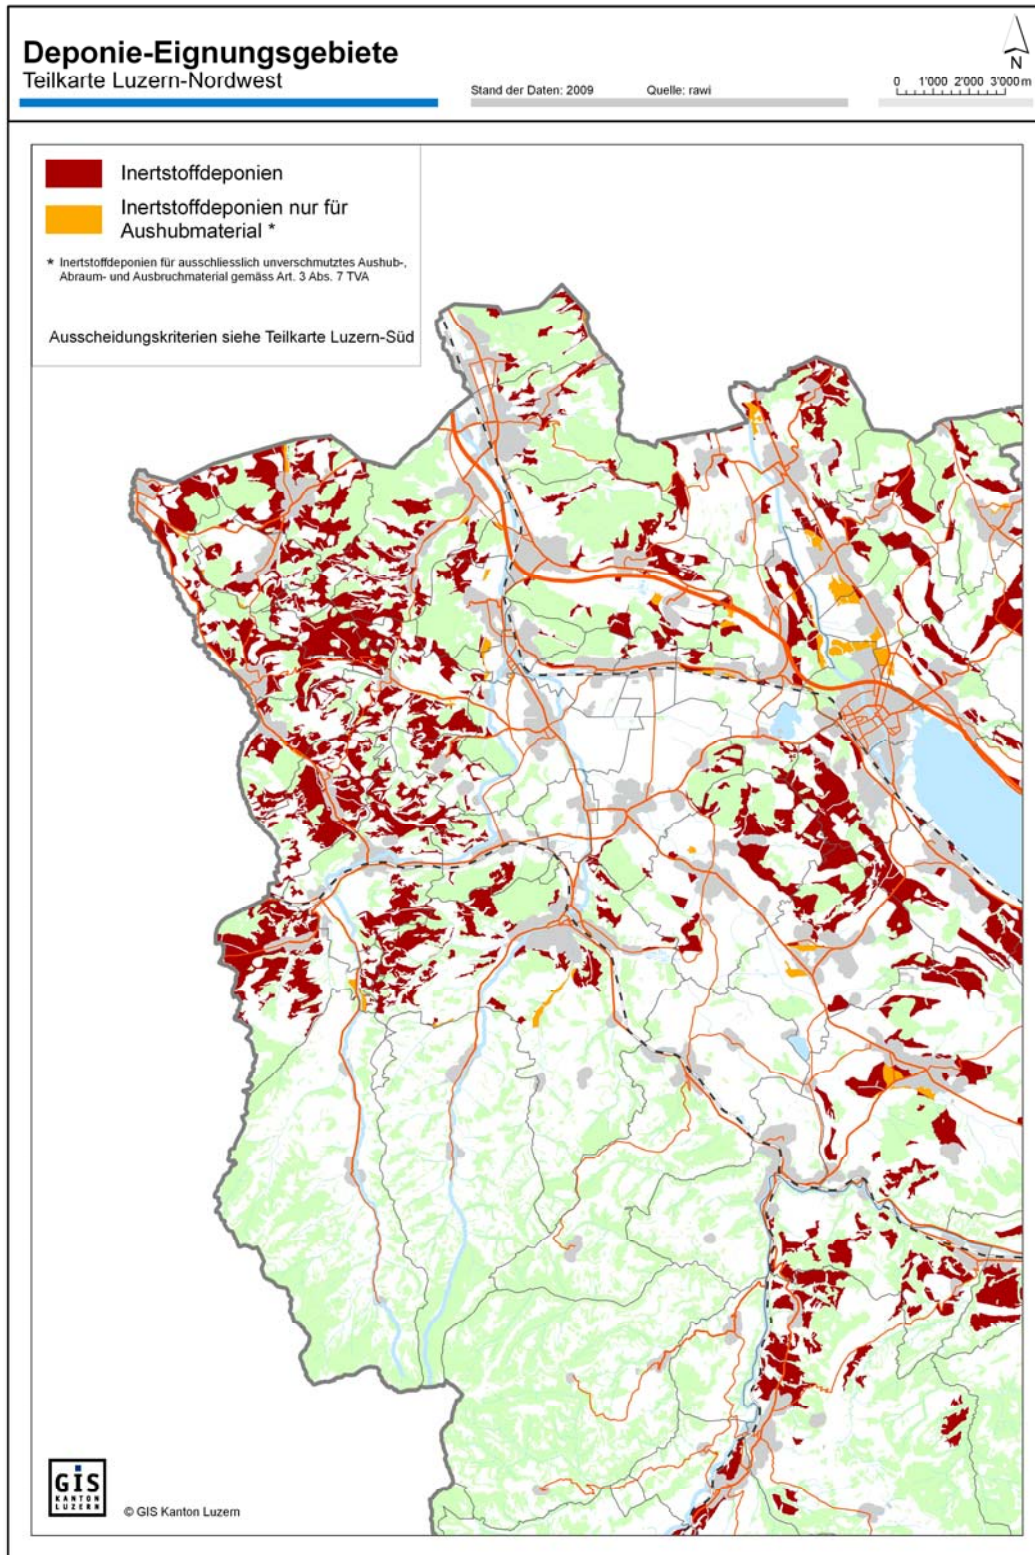 Deponie-Eignungsgebiete
Teilkarte Luzern-Nordwest
Stand der Daten: 2009 Quelle: rawi
N
0 1'000 2'000 3'000 m
Inertstoffdeponien
Inertstoffdeponien nur für
Aushubmaterial *
* Inertstoffdeponien für ausschliesslich unverschmutztes Aushub-,
Abraum- und Ausbruchmaterial gemäss Art. 3 Abs. 7 TVA
Ausscheidungskriterien siehe Teilkarte Luzern-Süd
GiS
KANTON
LUZERN
© GIS Kanton Luzern